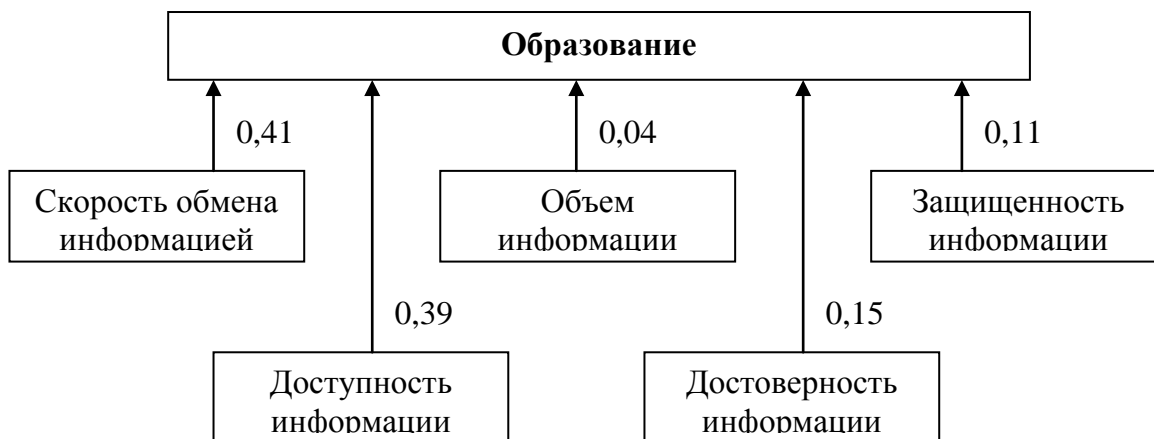 Образование
0,41
0,04
0,11
Скорость обмена
информацией
Объем
информации
Защищенность
информации
0,39
0,15
Доступность
информации
Достоверность
информации